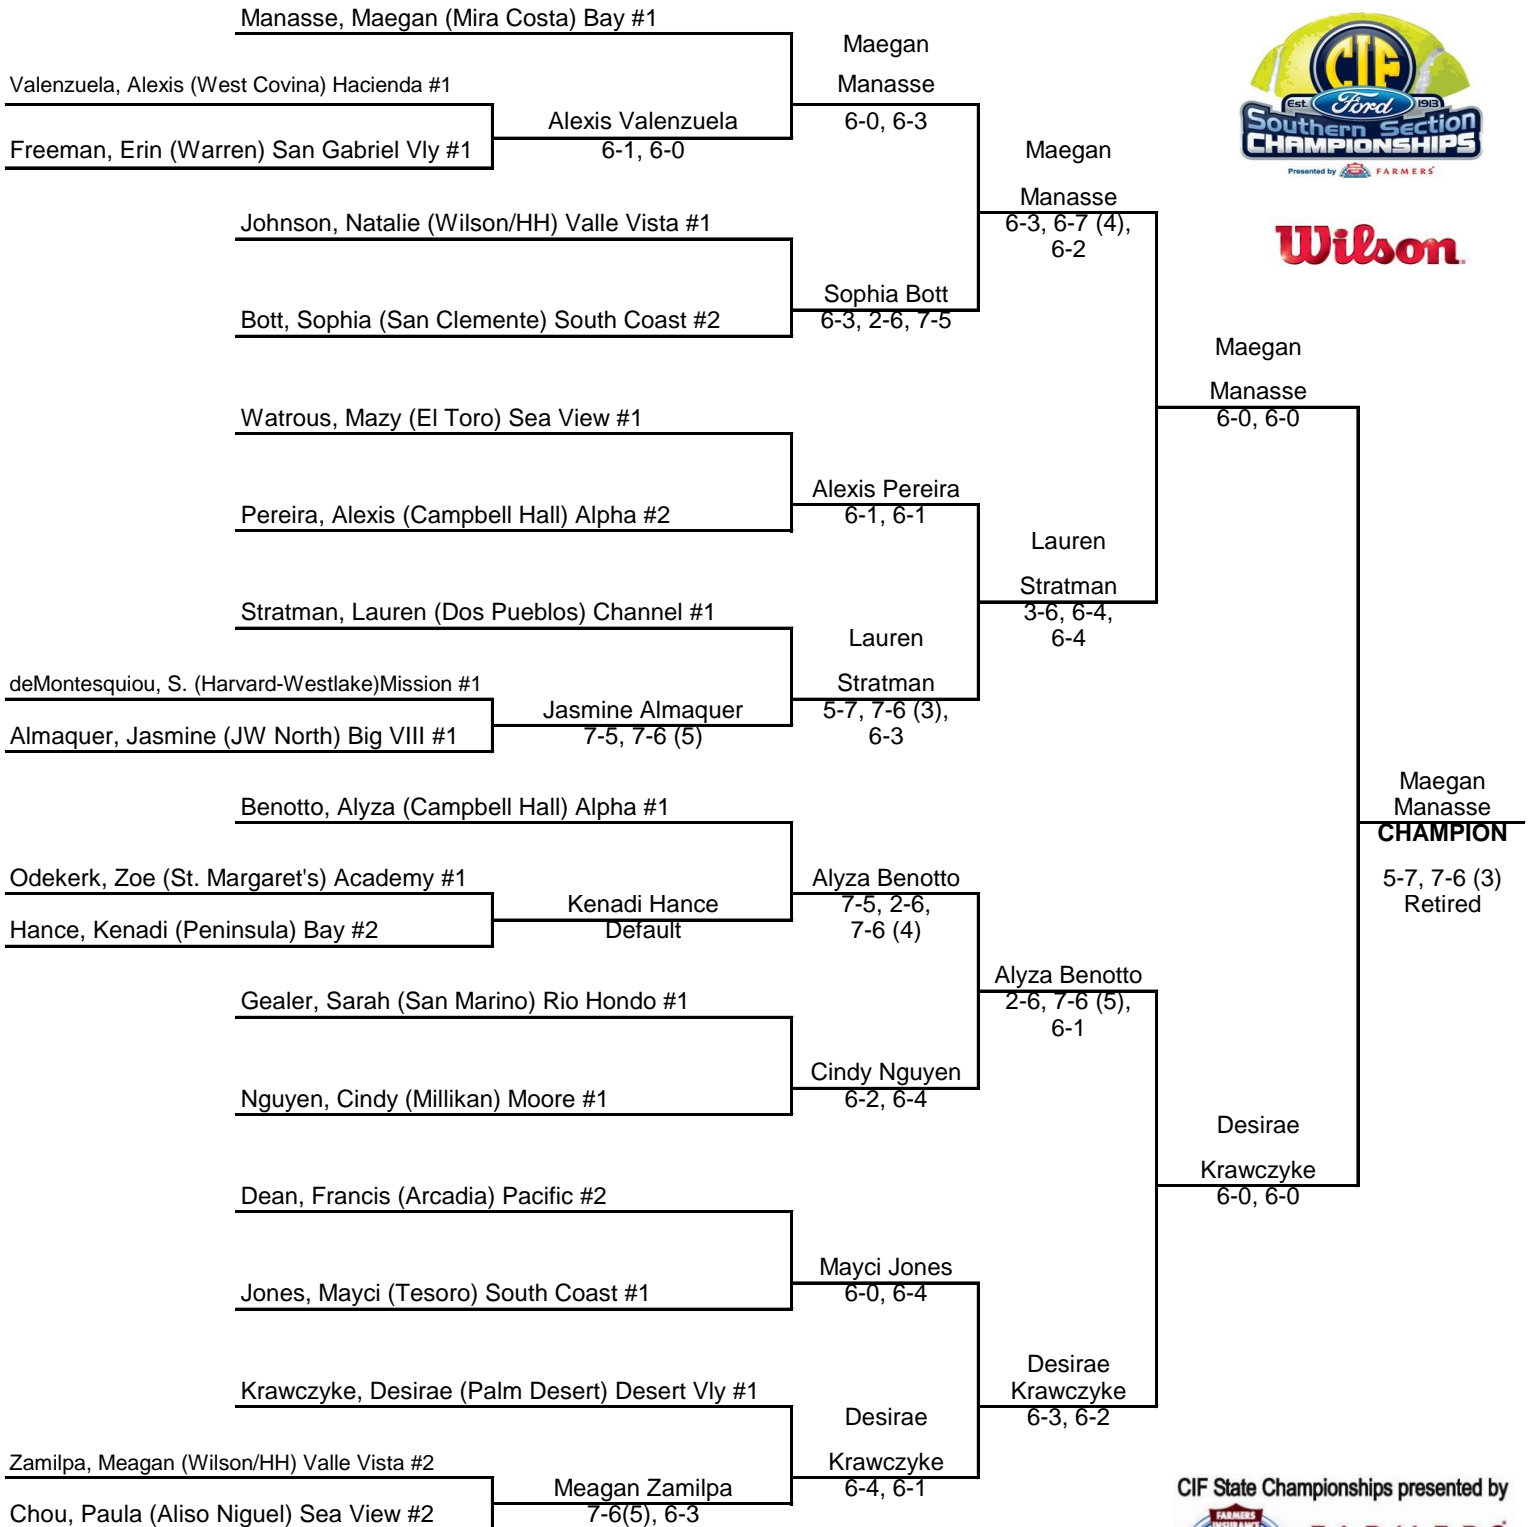 Manasse, Maegan (Mira Costa) Bay #1
Maegan
Manasse
6-0, 6-3
Valenzuela, Alexis (West Covina) Hacienda #1
Freeman, Erin (Warren) San Gabriel Vly #1
Alexis Valenzuela
6-1, 6-0
CIF
Est. Ford 1913
Southern Section
CHAMPIONSHIPS
Presented by FARMERS
Wilson
Maegan
Manasse
6-3, 6-7 (4),
6-2
Johnson, Natalie (Wilson/HH) Valle Vista #1
Bott, Sophia (San Clemente) South Coast #2
Sophia Bott
6-3, 2-6, 7-5
Maegan
Manasse
6-0, 6-0
Watrous, Mazy (El Toro) Sea View #1
Pereira, Alexis (Campbell Hall) Alpha #2
Alexis Pereira
6-1, 6-1
Lauren
Stratman
3-6, 6-4,
6-4
Stratman, Lauren (Dos Pueblos) Channel #1
Lauren
Stratman
5-7, 7-6 (3),
6-3
deMontesquiou, S. (Harvard-Westlake)Mission #1
Almaquer, Jasmine (JW North) Big VIII #1
Jasmine Almaquer
7-5, 7-6 (5)
Maegan
Manasse
CHAMPION
5-7, 7-6 (3)
Retired
Benotto, Alyza (Campbell Hall) Alpha #1
Odekerk, Zoe (St. Margaret's) Academy #1
Hance, Kenadi (Peninsula) Bay #2
Kenadi Hance
Default
Alyza Benotto
7-5, 2-6,
7-6 (4)
Alyza Benotto
2-6, 7-6 (5),
6-1
Gealer, Sarah (San Marino) Rio Hondo #1
Nguyen, Cindy (Millikan) Moore #1
Cindy Nguyen
6-2, 6-4
Desirae
Krawczyke
6-0, 6-0
Dean, Francis (Arcadia) Pacific #2
Jones, Mayci (Tesoro) South Coast #1
Mayci Jones
6-0, 6-4
Desirae
Krawczyke
6-3, 6-2
Krawczyke, Desirae (Palm Desert) Desert Vly #1
Desirae
Krawczyke
6-4, 6-1
Zamilpa, Meagan (Wilson/HH) Valle Vista #2
Chou, Paula (Aliso Niguel) Sea View #2
Meagan Zamilpa
7-6(5), 6-3
CIF State Championships presented by
FARMERS
INSURANCE
FARMERS